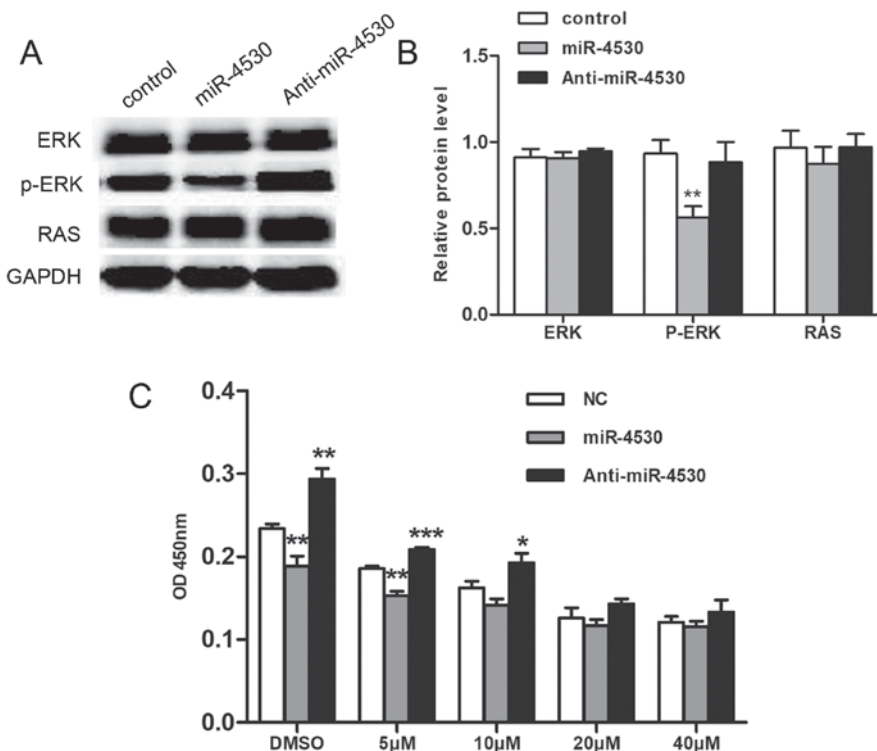 A
control
miR-4530
Anti-miR-4530
ERK
p-ERK
RAS
GAPDH
B
control
miR-4530
Anti-miR-4530
Relative protein level
1.5
1.0
0.5
0.0
**
ERK
P-ERK
RAS
C
NC
miR-4530
Anti-miR-4530
OD 450nm
0.4
0.3
0.2
0.1
0.0
**
**
**
***
*
DMSO
5μM
10μM
20μM
40μM